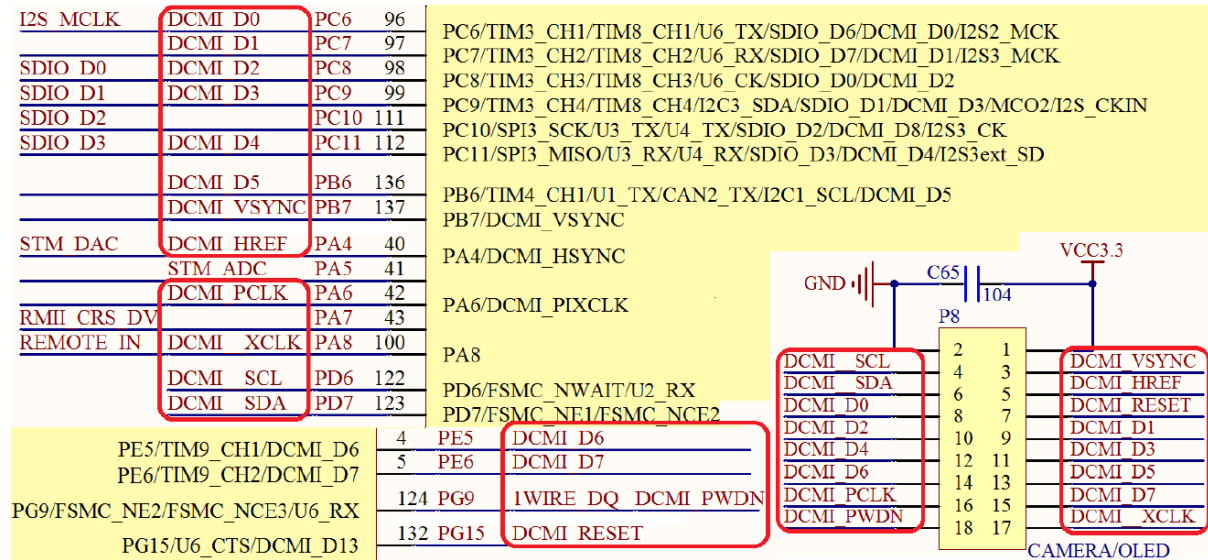 I2S_MCLK DCMI_D0 PC6 96 PC6/TIM3_CH1/TIM8_CH1/U6_TX/SDIO_D6/DCMI_D0/I2S2_MCK
DCMI_D1 PC7 97 PC7/TIM3_CH2/TIM8_CH2/U6_RX/SDIO_D7/DCMI_D1/I2S3_MCK
SDIO_D0 DCMI_D2 PC8 98 PC8/TIM3_CH3/TIM8_CH3/U6_CK/SDIO_D0/DCMI_D2
SDIO_D1 DCMI_D3 PC9 99 PC9/TIM3_CH4/TIM8_CH4/I2C3_SDA/SDIO_D1/DCMI_D3/MCO2/I2S_CKIN
SDIO_D2 PC10 111 PC10/SPI3_SCK/U3_TX/U4_TX/SDIO_D2/DCMI_D8/I2S3_CK
SDIO_D3 DCMI_D4 PC11 112 PC11/SPI3_MISO/U3_RX/U4_RX/SDIO_D3/DCMI_D4/I2S3ext_SD
DCMI_D5 PB6 136 PB6/TIM4_CH1/U1_TX/CAN2_TX/I2C1_SCL/DCMI_D5
DCMI_VSYNC PB7 137 PB7/DCMI_VSYNC
STM_DAC DCMI_HREF PA4 40 PA4/DCMI_HSYNC
STM_ADC PA5 41
DCMI_PCLK PA6 42 PA6/DCMI_PIXCLK
RMII_CRS_DV PA7 43
REMOTE_IN DCMI_XCLK PA8 100 PA8
DCMI_SCL PD6 122 PD6/FSMC_NWAIT/U2_RX
DCMI_SDA PD7 123 PD7/FSMC_NE1/FSMC_NCE2
PE5/TIM9_CH1/DCMI_D6 4 PE5 DCMI_D6
PE6/TIM9_CH2/DCMI_D7 5 PE6 DCMI_D7
PG9/FSMC_NE2/FSMC_NCE3/U6_RX 124 PG9 1WIRE_DQ_DCMI_PWDN
PG15/U6_CTS/DCMI_D13 132 PG15 DCMI_RESET
VCC3.3
GND C65 104
P8
2 1
DCMI_SCL 4 3 DCMI_VSYNC
DCMI_SDA 6 5 DCMI_HREF
DCMI_D0 8 7 DCMI_RESET
DCMI_D2 10 9 DCMI_D1
DCMI_D4 12 11 DCMI_D3
DCMI_D6 14 13 DCMI_D5
DCMI_PCLK 16 15 DCMI_D7
DCMI_PWDN 18 17 DCMI_XCLK
CAMERA/OLED